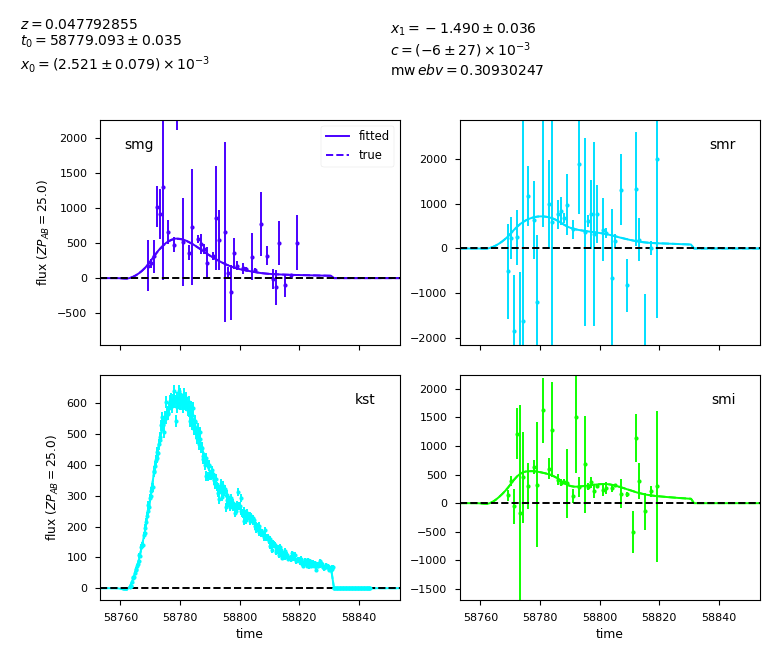 z = 0.047792855
t₀ = 58779.093 ± 0.035
x₀ = (2.521 ± 0.079) × 10⁻³
x₁ = −1.490 ± 0.036
c = (−6 ± 27) × 10⁻³
mw ebv = 0.30930247
smg
fitted
true
flux (ZP_AB = 25.0)
2000
1500
1000
500
0
−500
smr
2000
1000
0
−1000
−2000
kst
flux (ZP_AB = 25.0)
600
500
400
300
200
100
0
58760 58780 58800 58820 58840
time
smi
2000
1500
1000
500
0
−500
−1000
−1500
58760 58780 58800 58820 58840
time